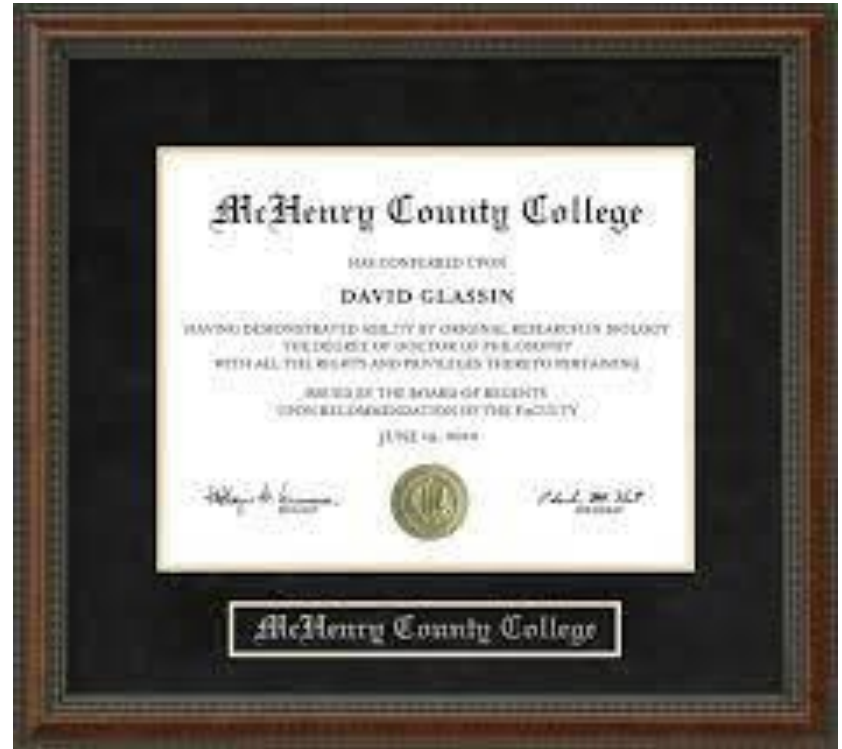 McHenry County College
HAS CONFERRED UPON
DAVID GLASSIN
HAVING DEMONSTRATED ABILITY BY ORIGINAL RESEARCH IN BIOLOGY
THE DEGREE OF DOCTOR OF PHILOSOPHY
WITH ALL THE RIGHTS AND PRIVILEGES THERETO PERTAINING
ISSUED BY THE BOARD OF REGENTS
UPON RECOMMENDATION OF THE FACULTY
JUNE
McHenry County College